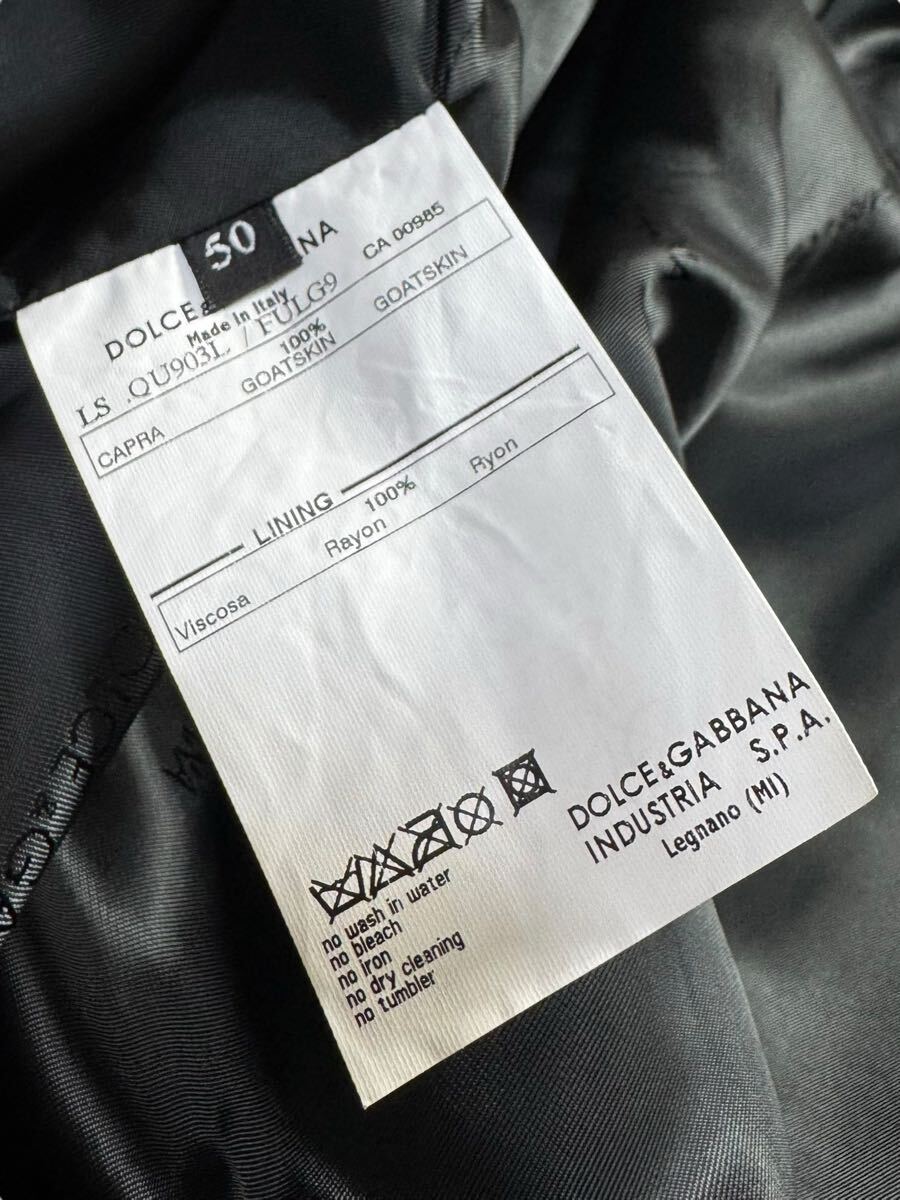 50
DOLCE& NA
Made in Italy
LS .QU903L. / FULG9 CA 00985
100%
CAPRA GOATSKIN GOATSKIN
LINING
100%
Viscosa Rayon Ryon
no wash in water
no bleach
no iron
no dry cleaning
no tumbler
DOLCE&GABBANA
INDUSTRIA S.P.A.
Legnano (MI)